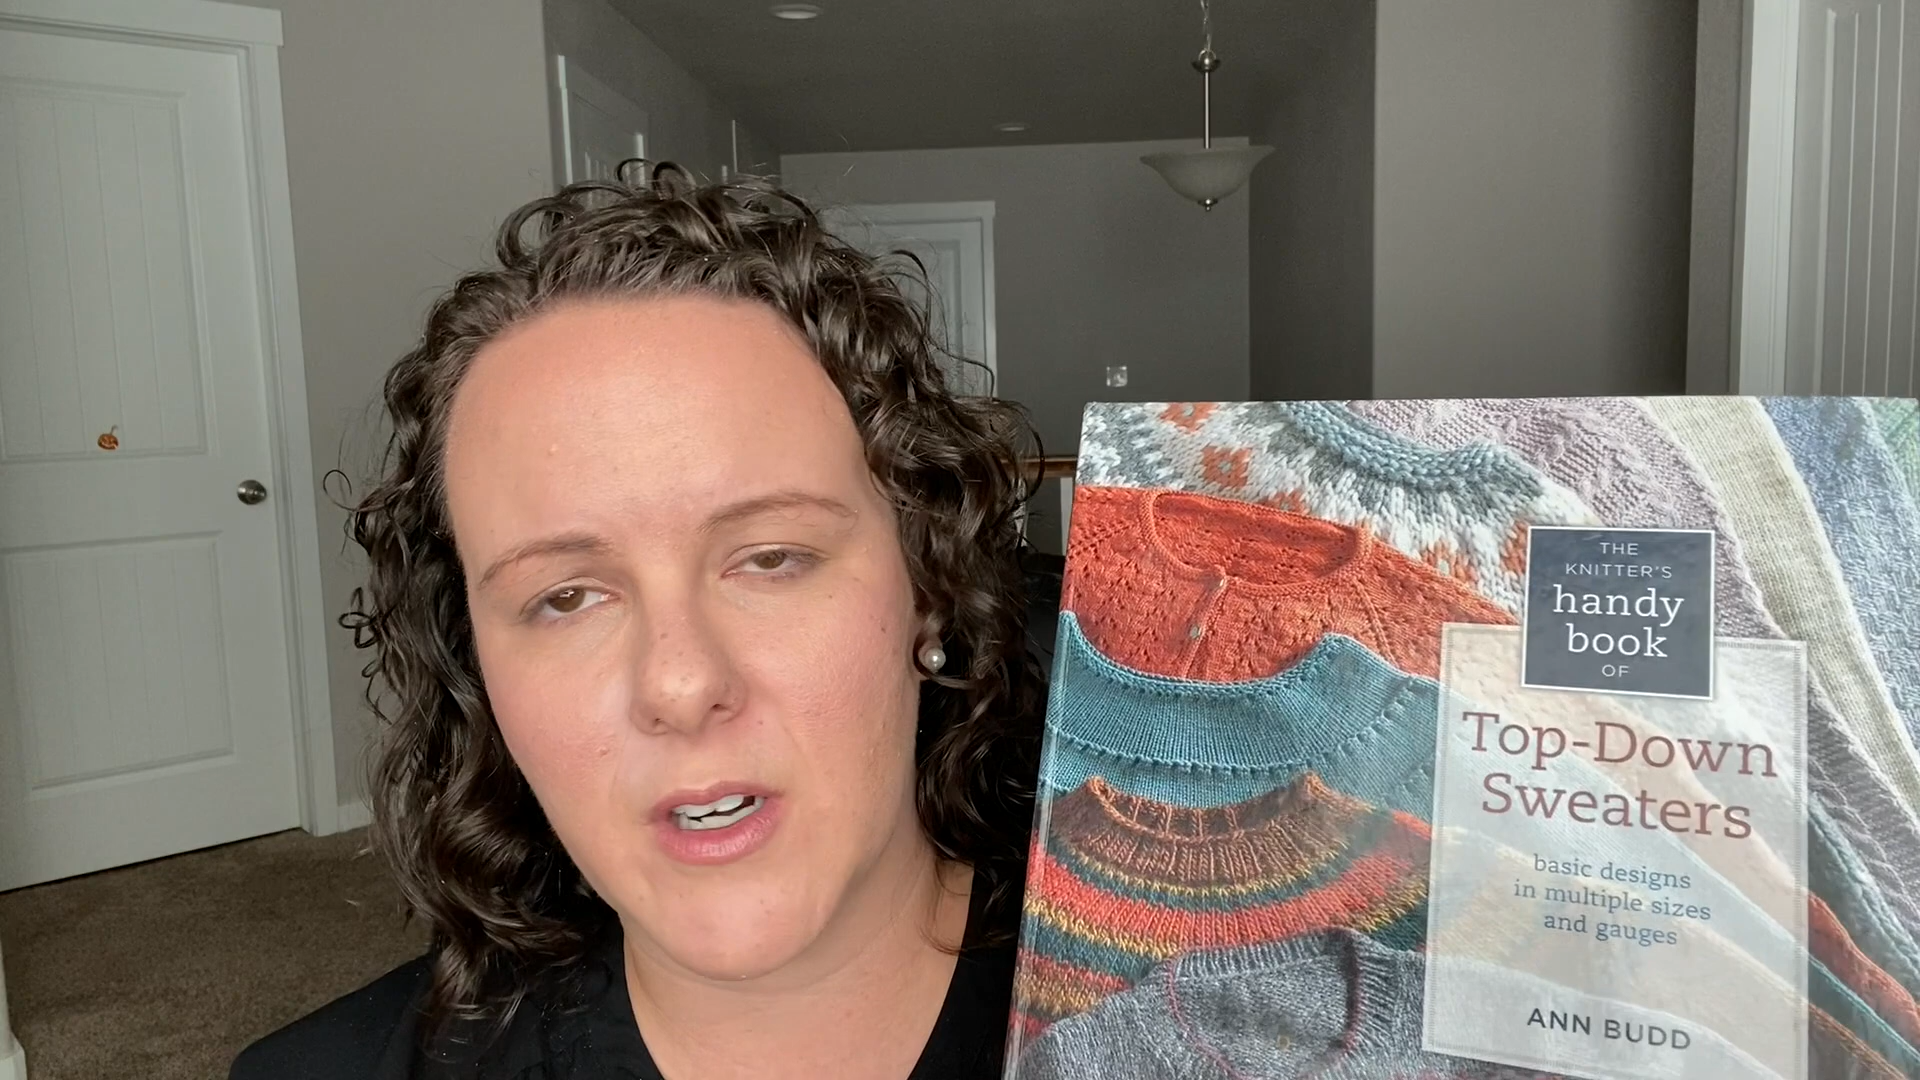 THE
KNITTER'S
handy
book
OF
Top-Down
Sweaters
basic designs
in multiple sizes
and gauges
ANN BUDD